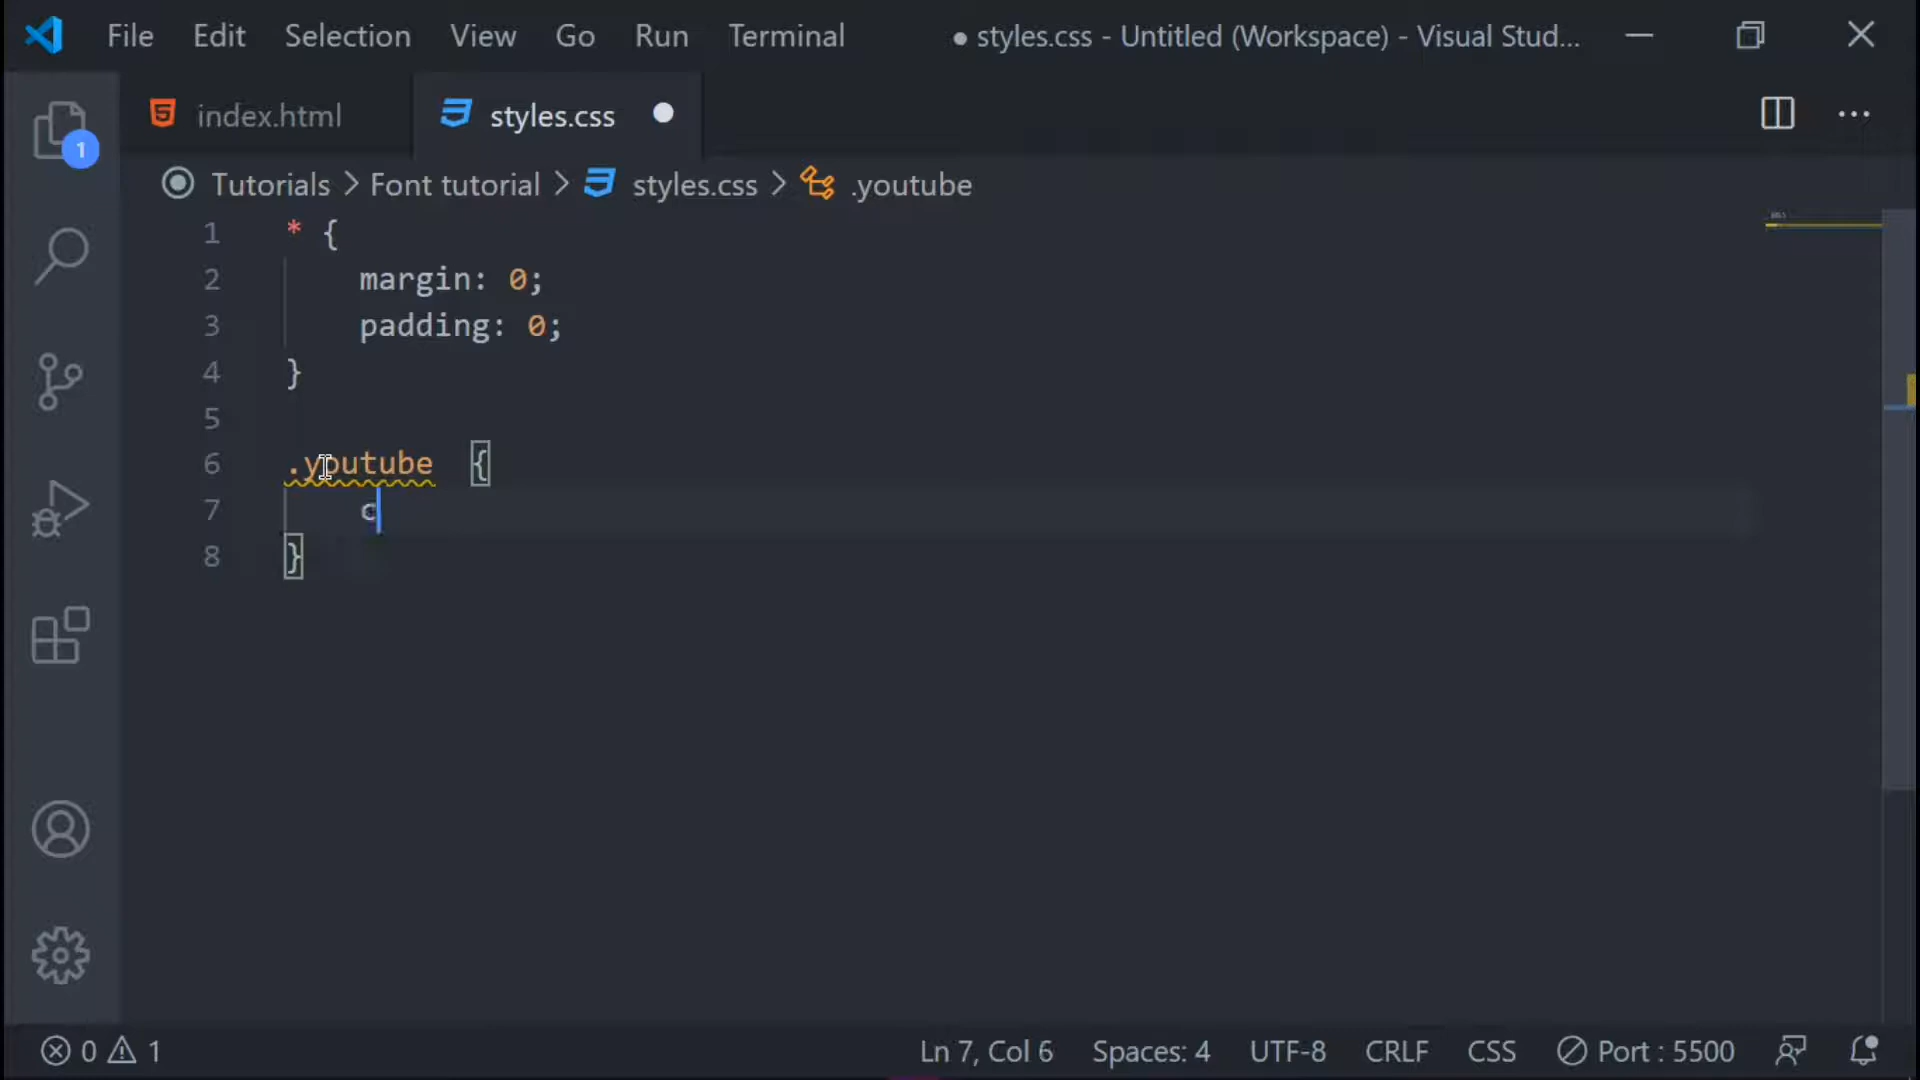 File Edit Selection View Go Run Terminal ● styles.css - Untitled (Workspace) - Visual Stud...
index.html styles.css
1
Tutorials > Font tutorial > styles.css > .youtube
1 * {
2 margin: 0;
3 padding: 0;
4 }
5
6 .youtube {
7 c
8 }
0 1 Ln 7, Col 6 Spaces: 4 UTF-8 CRLF CSS Port : 5500